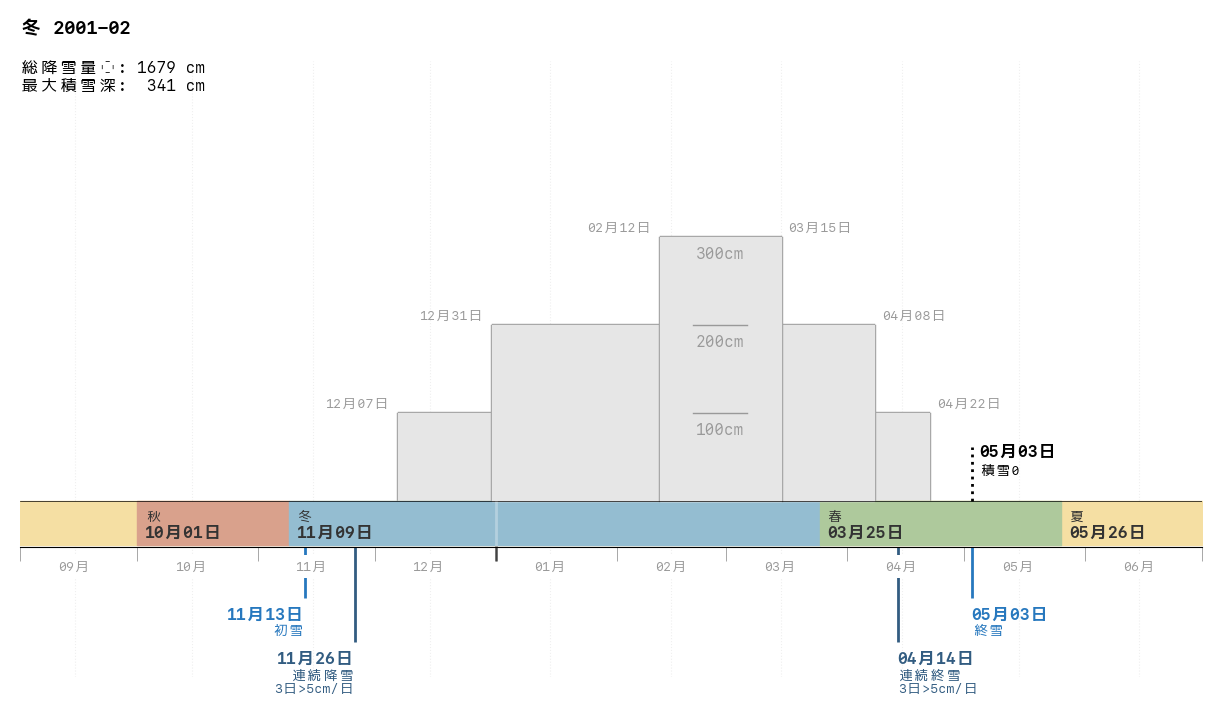 冬 2001-02
総降雪量: 1679 cm
最大積雪深: 341 cm
02月12日
03月15日
300cm
12月31日
04月08日
200cm
12月07日
04月22日
100cm
05月03日
積雪0
秋
10月01日
冬
11月09日
春
03月25日
夏
05月26日
09月
10月
11月
12月
01月
02月
03月
04月
05月
06月
11月13日
初雪
05月03日
終雪
11月26日
連続降雪
3日>5cm/日
04月14日
連続終雪
3日>5cm/日